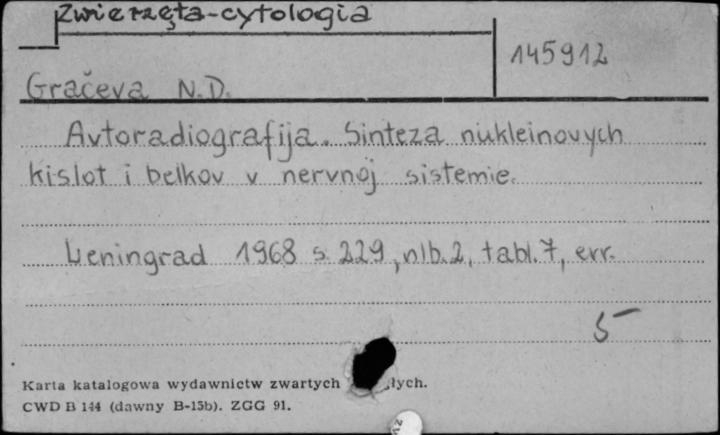 Zwierzęta-cytologia
145912
Gračeva N.D.
Avtoradiografija. Sinteza nukleinovych
kislot i belkov v nervnoj sistemie.
Leningrad 1968 s. 229, nlb. 2, tabl. 7, err.
5-
Karta katalogowa wydawnictw zwartych
CWD B 144 (dawny B-15b). ZGG 91.